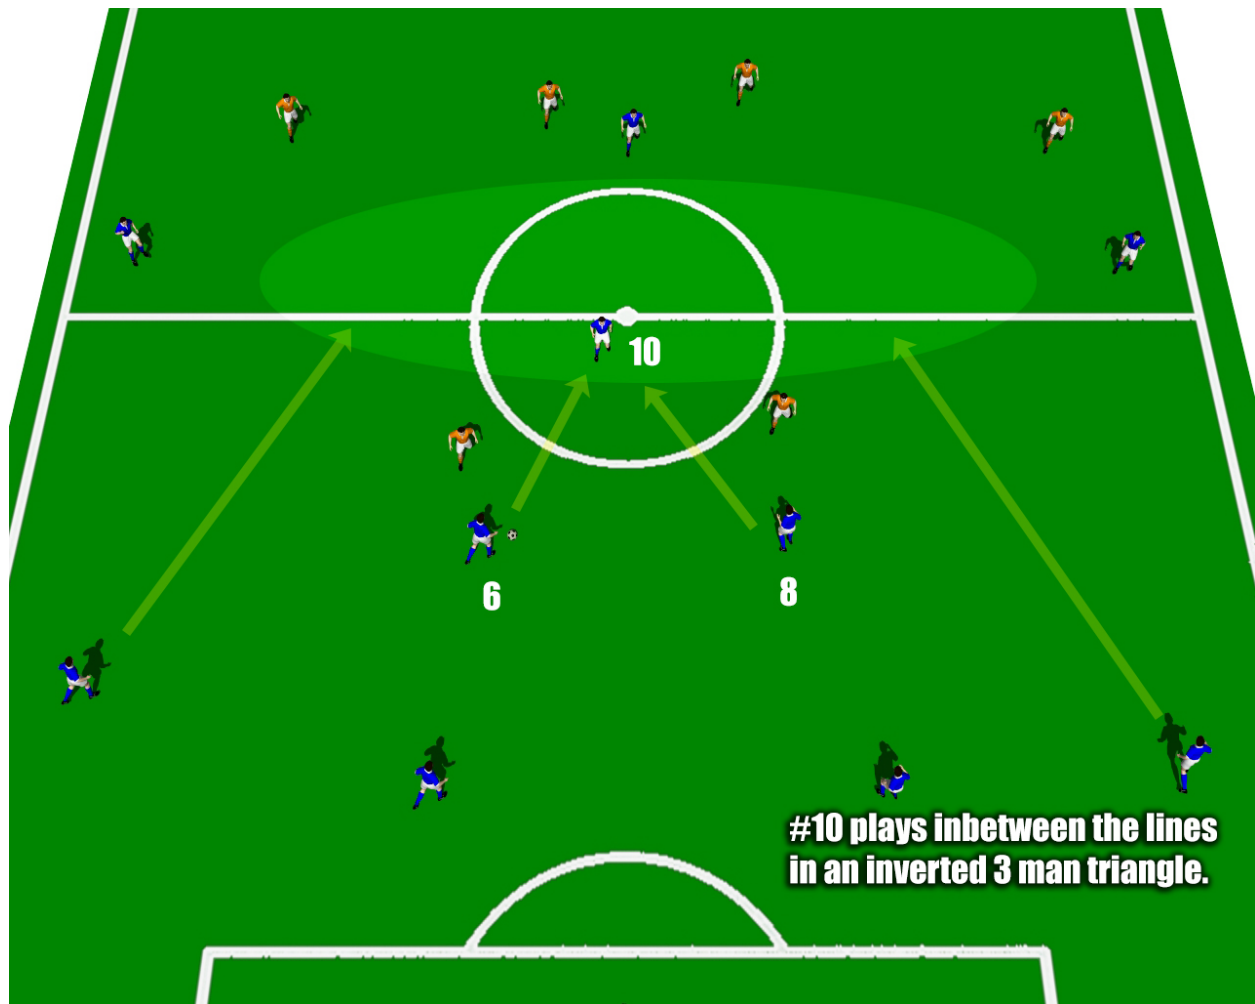 10
6
8
#10 plays inbetween the lines
in an inverted 3 man triangle.